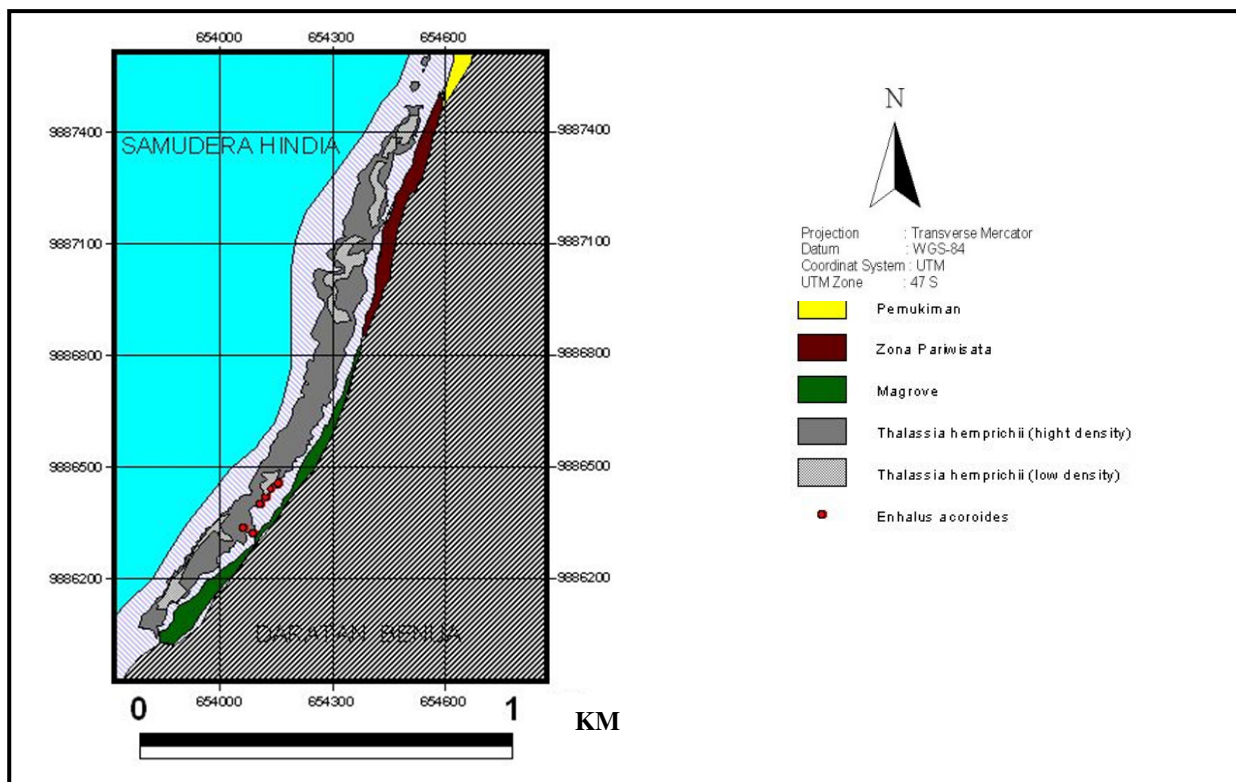 654000 654300 654600
9887400 9887400
SAMUDERA HINDIA
9887100 9887100
9886800 9886800
9886500 9886500
9886200 9886200
DARATAN BENUA
654000 654300 654600
0 1
KM
N
Projection : Transverse Mercator
Datum : WGS-84
Coordinat System : UTM
UTM Zone : 47 S
Pemukiman
Zona Pariwisata
Magrove
Thalassia hemprichii (hight density)
Thalassia hemprichii (low density)
Enhalus acoroides